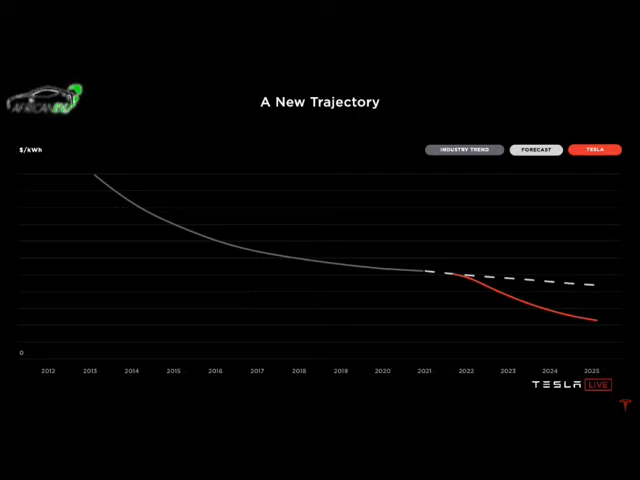 AFRICAN
A New Trajectory
$/kWh
INDUSTRY TREND
FORECAST
TESLA
0
2012 2013 2014 2015 2016 2017 2018 2019 2020 2021 2022 2023 2024 2025
TESLA LIVE